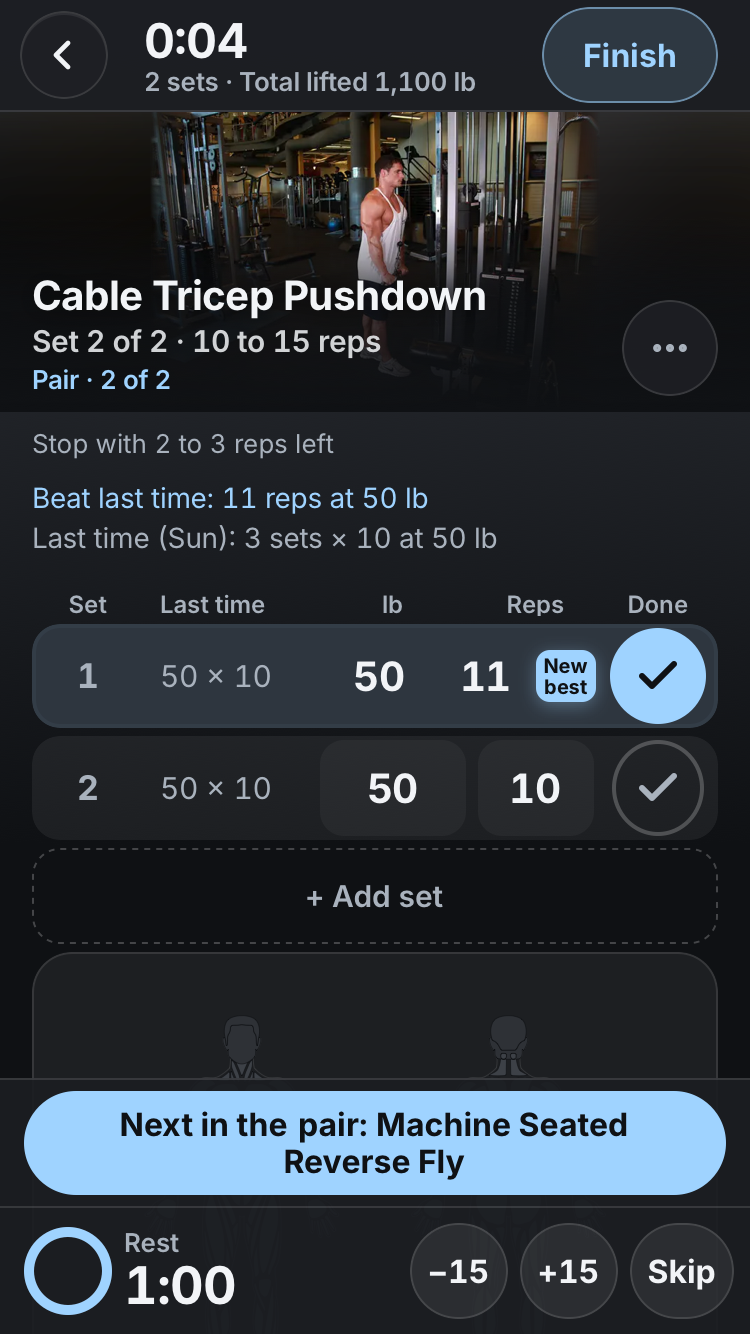 0:04
2 sets · Total lifted 1,100 lb
Finish
Cable Tricep Pushdown
Set 2 of 2 · 10 to 15 reps
Pair · 2 of 2
Stop with 2 to 3 reps left
Beat last time: 11 reps at 50 lb
Last time (Sun): 3 sets × 10 at 50 lb
Set Last time lb Reps Done
1 50 × 10 50 11 New best
2 50 × 10 50 10
+ Add set
Next in the pair: Machine Seated
Reverse Fly
Rest
1:00
−15 +15 Skip